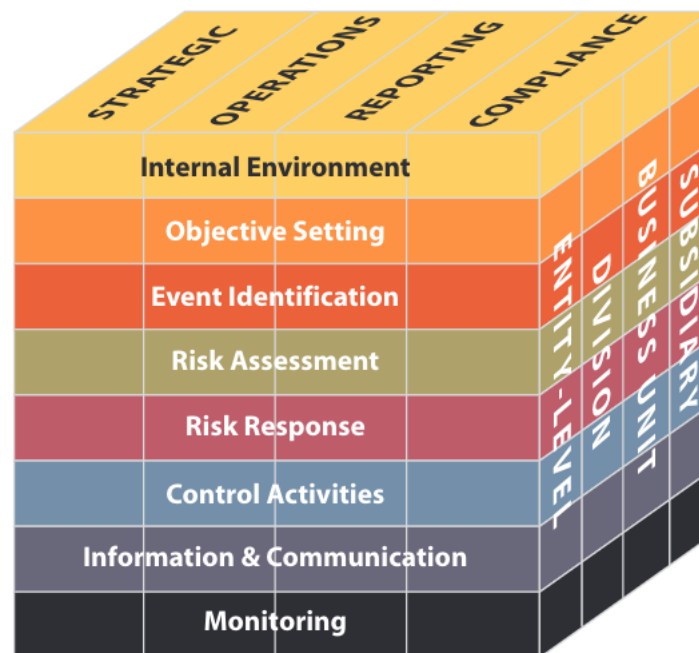 STRATEGIC
OPERATIONS
REPORTING
COMPLIANCE
Internal Environment
Objective Setting
Event Identification
Risk Assessment
Risk Response
Control Activities
Information & Communication
Monitoring
ENTITY-LEVEL
DIVISION
BUSINESS UNIT
SUBSIDIARY